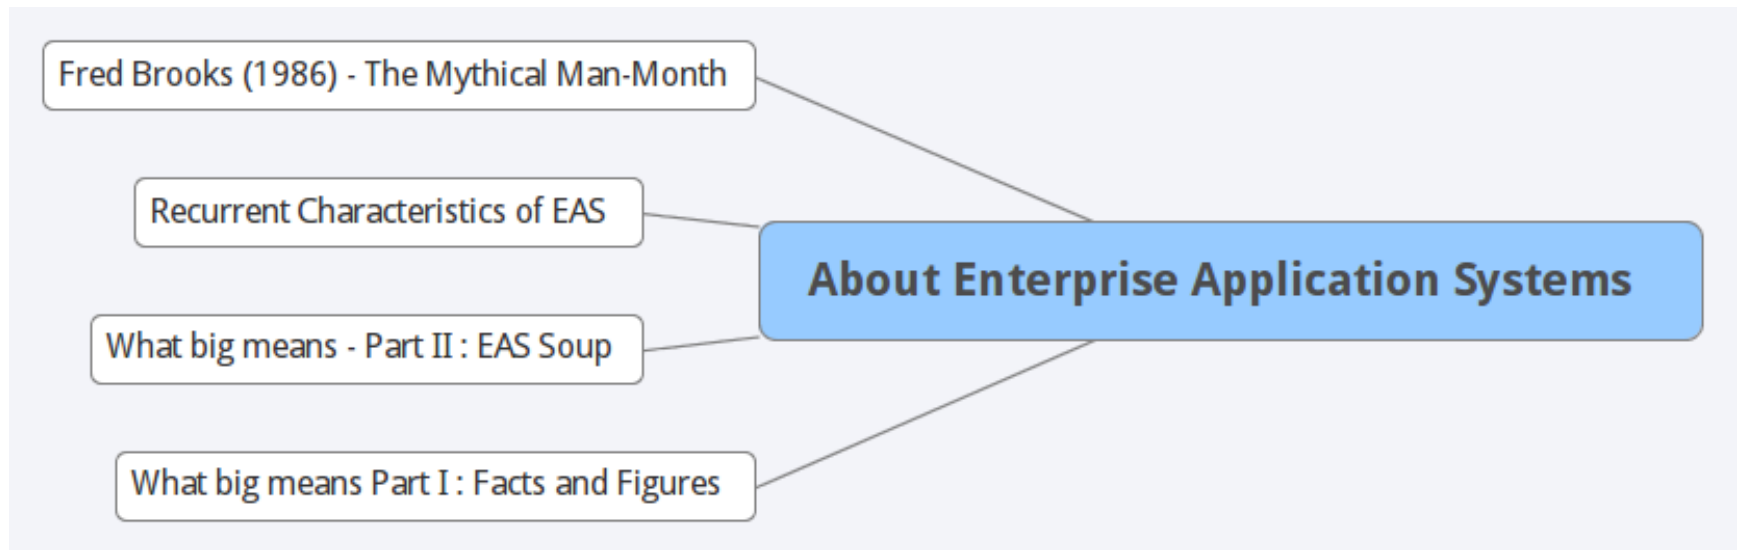 Fred Brooks (1986) - The Mythical Man-Month
Recurrent Characteristics of EAS
About Enterprise Application Systems
What big means - Part II : EAS Soup
What big means Part I : Facts and Figures